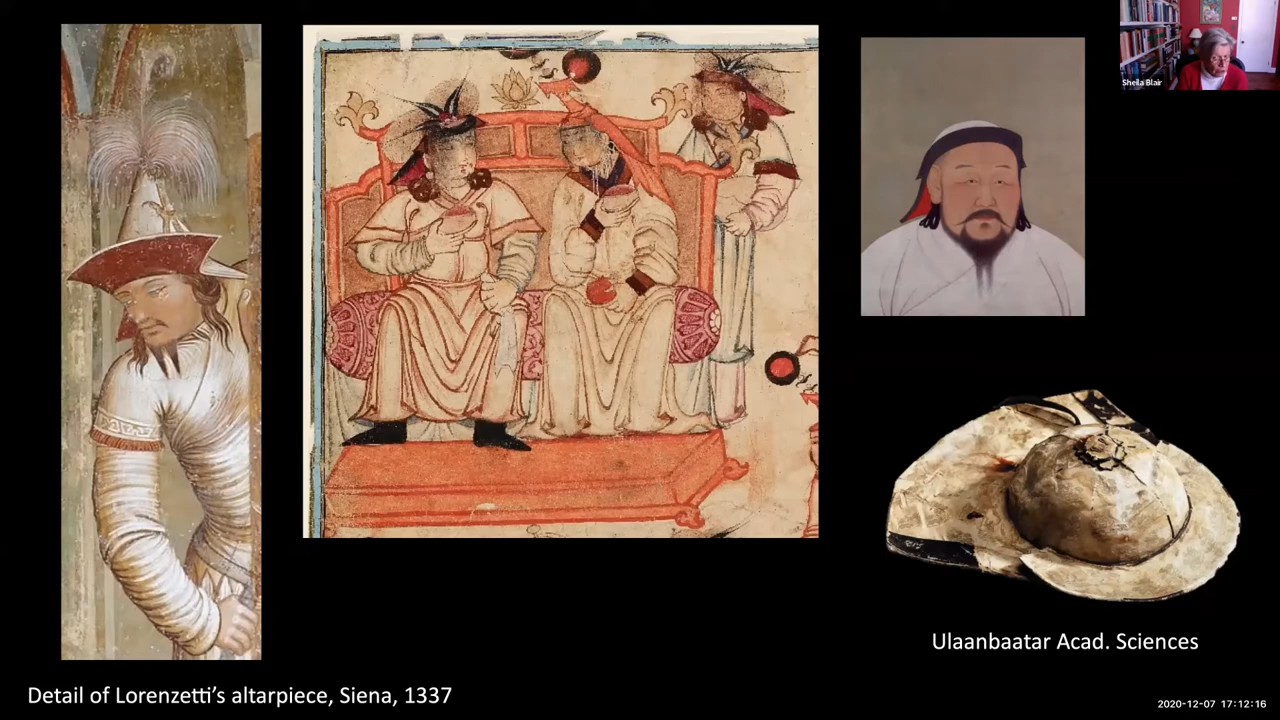 Sheila Blair
Ulaanbaatar Acad. Sciences
Detail of Lorenzetti's altarpiece, Siena, 1337
2020-12-07 17:12:16